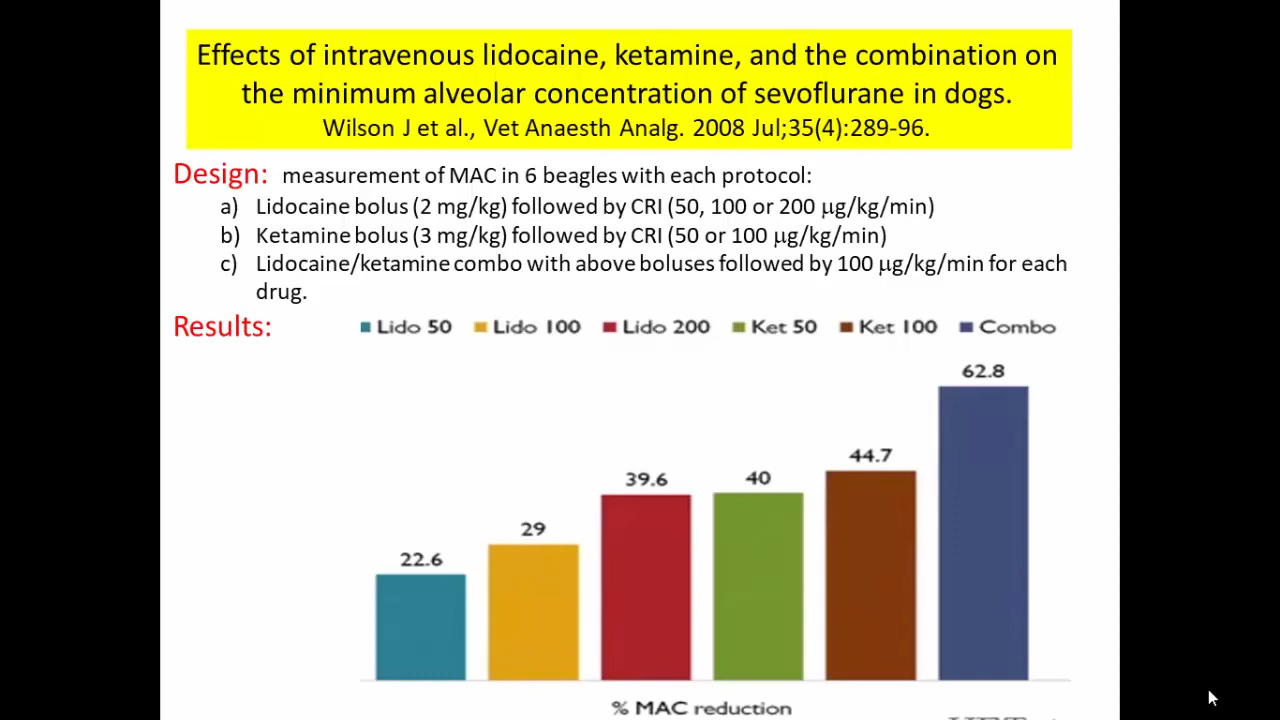 Effects of intravenous lidocaine, ketamine, and the combination on
the minimum alveolar concentration of sevoflurane in dogs.
Wilson J et al., Vet Anaesth Analg. 2008 Jul;35(4):289-96.
Design: measurement of MAC in 6 beagles with each protocol:
a) Lidocaine bolus (2 mg/kg) followed by CRI (50, 100 or 200 μg/kg/min)
b) Ketamine bolus (3 mg/kg) followed by CRI (50 or 100 μg/kg/min)
c) Lidocaine/ketamine combo with above boluses followed by 100 μg/kg/min for each
drug.
Results:
Lido 50 Lido 100 Lido 200 Ket 50 Ket 100 Combo
22.6
29
39.6
40
44.7
62.8
% MAC reduction